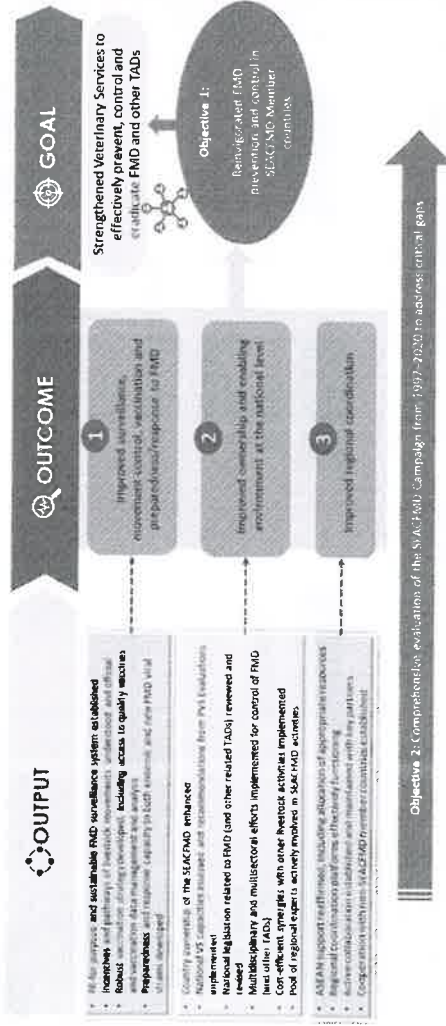 OUTPUT
OUTCOME
GOAL
Fit for purpose and sustainable FMD surveillance system established
Incentives and pathways of livestock movements understood and official
Robust vaccination strategy developed, including access to quality vaccines
and vaccination data management and analysis
Preparedness and response capacity to both endemic and new FMD viral
strains developed
Country ownership of the SEACFMD enhanced
National VS capacities assessed and recommendations from PVS Evaluations
implemented
National legislation related to FMD (and other related TADs) reviewed and
revised
Multidisciplinary and multisectoral efforts implemented for control of FMD
(and other TADs)
Cost-efficient synergies with other livestock activities implemented
Pool of regional experts actively involved in SEACFMD activities
ASEAN support reaffirmed, including allocation of appropriate resources
Regional coordination platforms effectively functioning
Active collaboration established and maintained with key partners
Cooperation with non-SEACFMD member countries established
1
Improved surveillance,
movement control, vaccination and
preparedness/response to FMD
2
Improved ownership and enabling
environment at the national level
3
Improved regional coordination
Strengthened Veterinary Services to
effectively prevent, control and
eradicate FMD and other TADs
Objective 1:
Reinvigorated FMD
prevention and control in
SEACFMD Member
countries
Objective 2: Comprehensive evaluation of the SEACFMD Campaign from 1997-2020 to address critical gaps